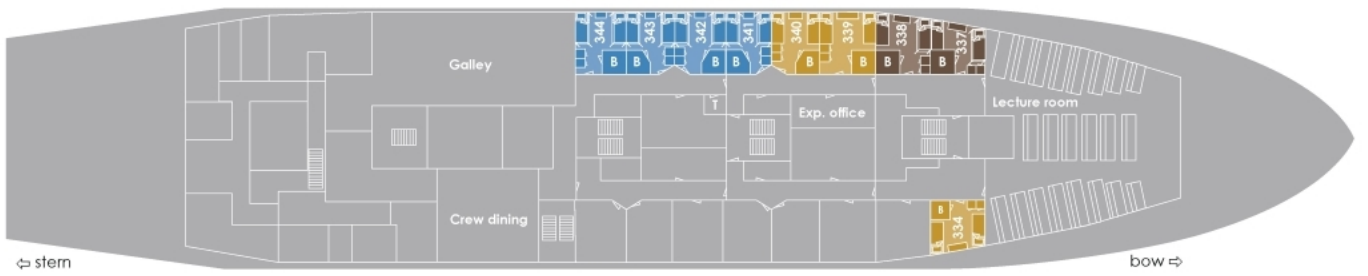 344
343
342
341
340
339
338
337
B
B
B
B
B
B
B
B
Galley
T
Exp. office
Lecture room
Crew dining
B
334
⇦ stern
bow ⇨